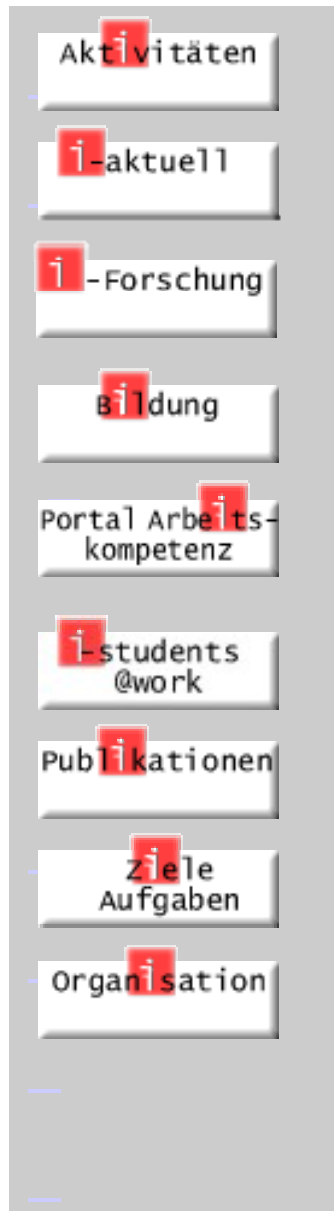 Aktivitäten
i-aktuell
i-Forschung
Bildung
Portal Arbeits-
kompetenz
i-students
@work
Publikationen
Ziele
Aufgaben
Organisation